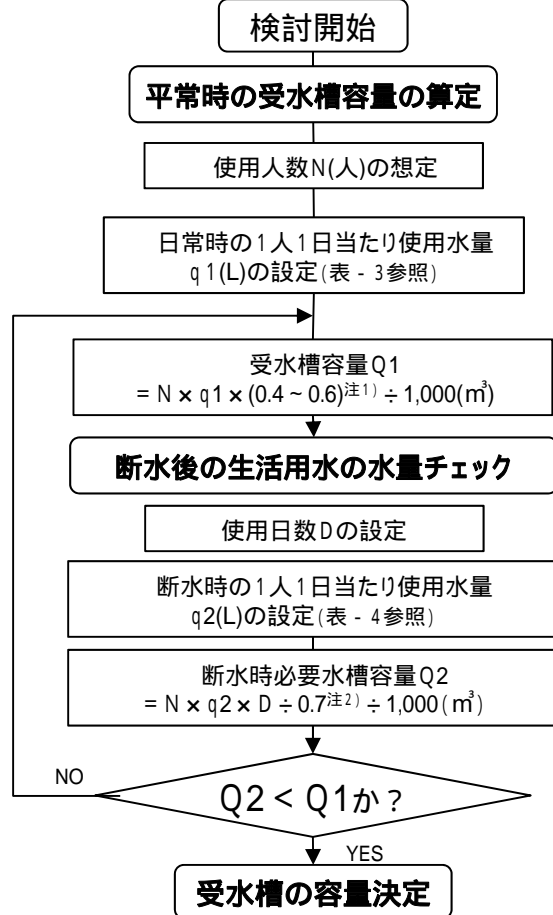 検討開始
平常時の受水槽容量の算定
使用人数N(人)の想定
日常時の1人1日当たり使用水量
q1(L)の設定(表-3参照)
受水槽容量Q1
= N × q1 × (0.4 ~ 0.6)注1) ÷ 1,000(㎥)
断水後の生活用水の水量チェック
使用日数Dの設定
断水時の1人1日当たり使用水量
q2(L)の設定(表-4参照)
断水時必要水槽容量Q2
= N × q2 × D ÷ 0.7注2) ÷ 1,000(㎥)
NO
Q2 < Q1か?
YES
受水槽の容量決定